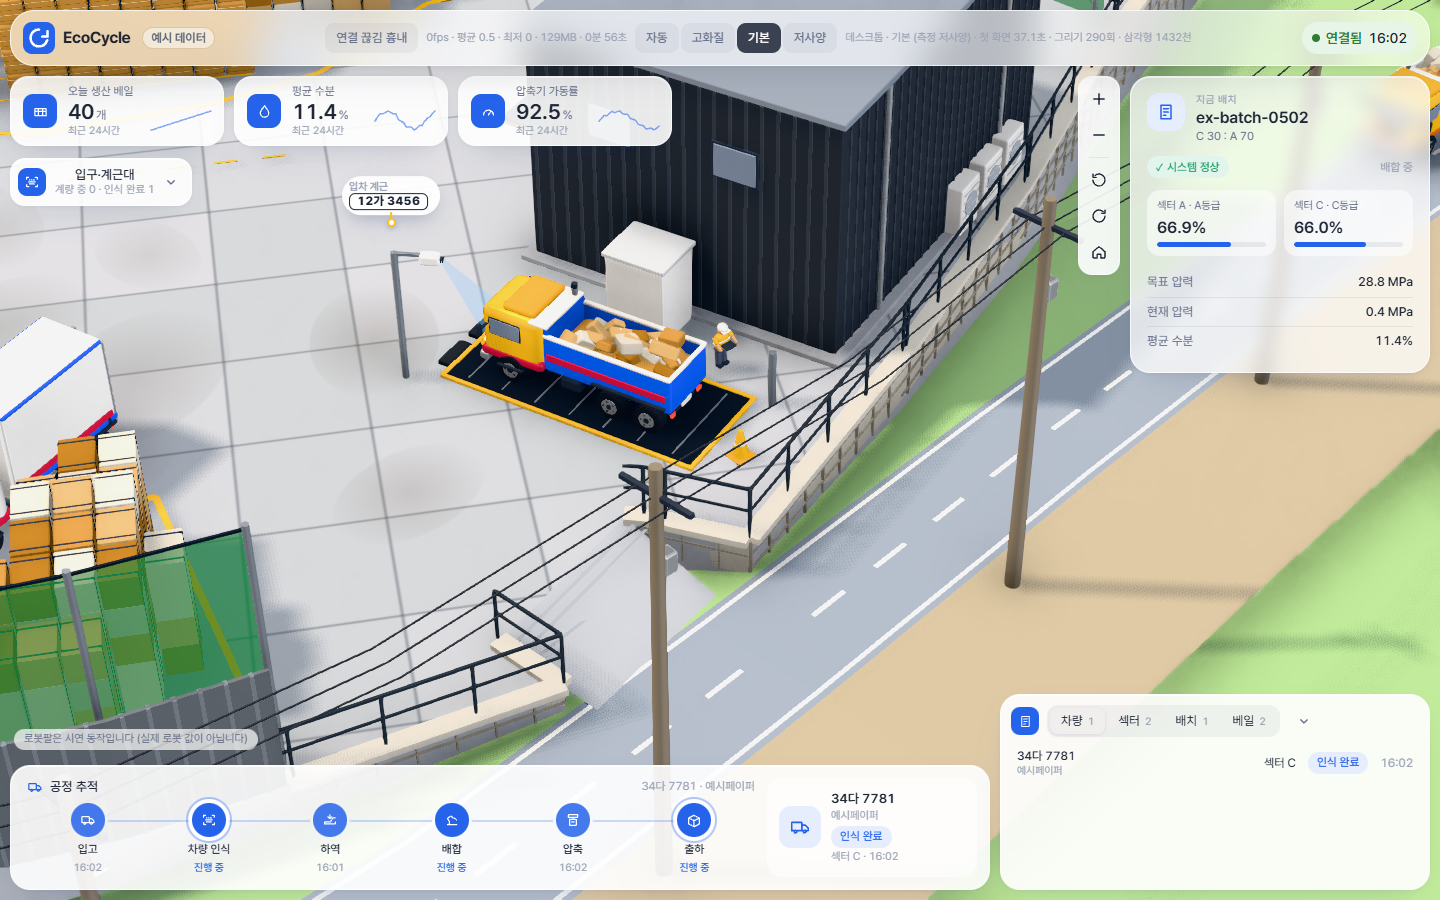 EcoCycle
예시 데이터
연결 끊김 흉내
0fps · 평균 0.5 · 최저 0 · 129MB · 0분 56초
자동
고화질
기본
저사양
데스크톱 · 기본 (측정 저사양) · 첫 화면 37.1초 · 그리기 290회 · 삼각형 1432천
연결됨 16:02
오늘 생산 베일
40개
최근 24시간
평균 수분
11.4%
최근 24시간
압축기 가동률
92.5%
최근 24시간
입구·계근대
계량 중 0 · 인식 완료 1
입차 계근
12가 3456
지금 배치
ex-batch-0502
C 30 : A 70
✓ 시스템 정상
배합 중
섹터 A · A등급
66.9%
섹터 C · C등급
66.0%
목표 압력 28.8 MPa
현재 압력 0.4 MPa
평균 수분 11.4%
로봇팔은 시연 동작입니다 (실제 로봇 값이 아닙니다)
공정 추적
34다 7781 · 예시페이퍼
입고
16:02
차량 인식
진행 중
하역
16:01
배합
진행 중
압축
16:02
출하
진행 중
34다 7781
예시페이퍼
인식 완료
섹터 C · 16:02
차량 1
섹터 2
배치 1
베일 2
34다 7781
예시페이퍼
섹터 C
인식 완료
16:02